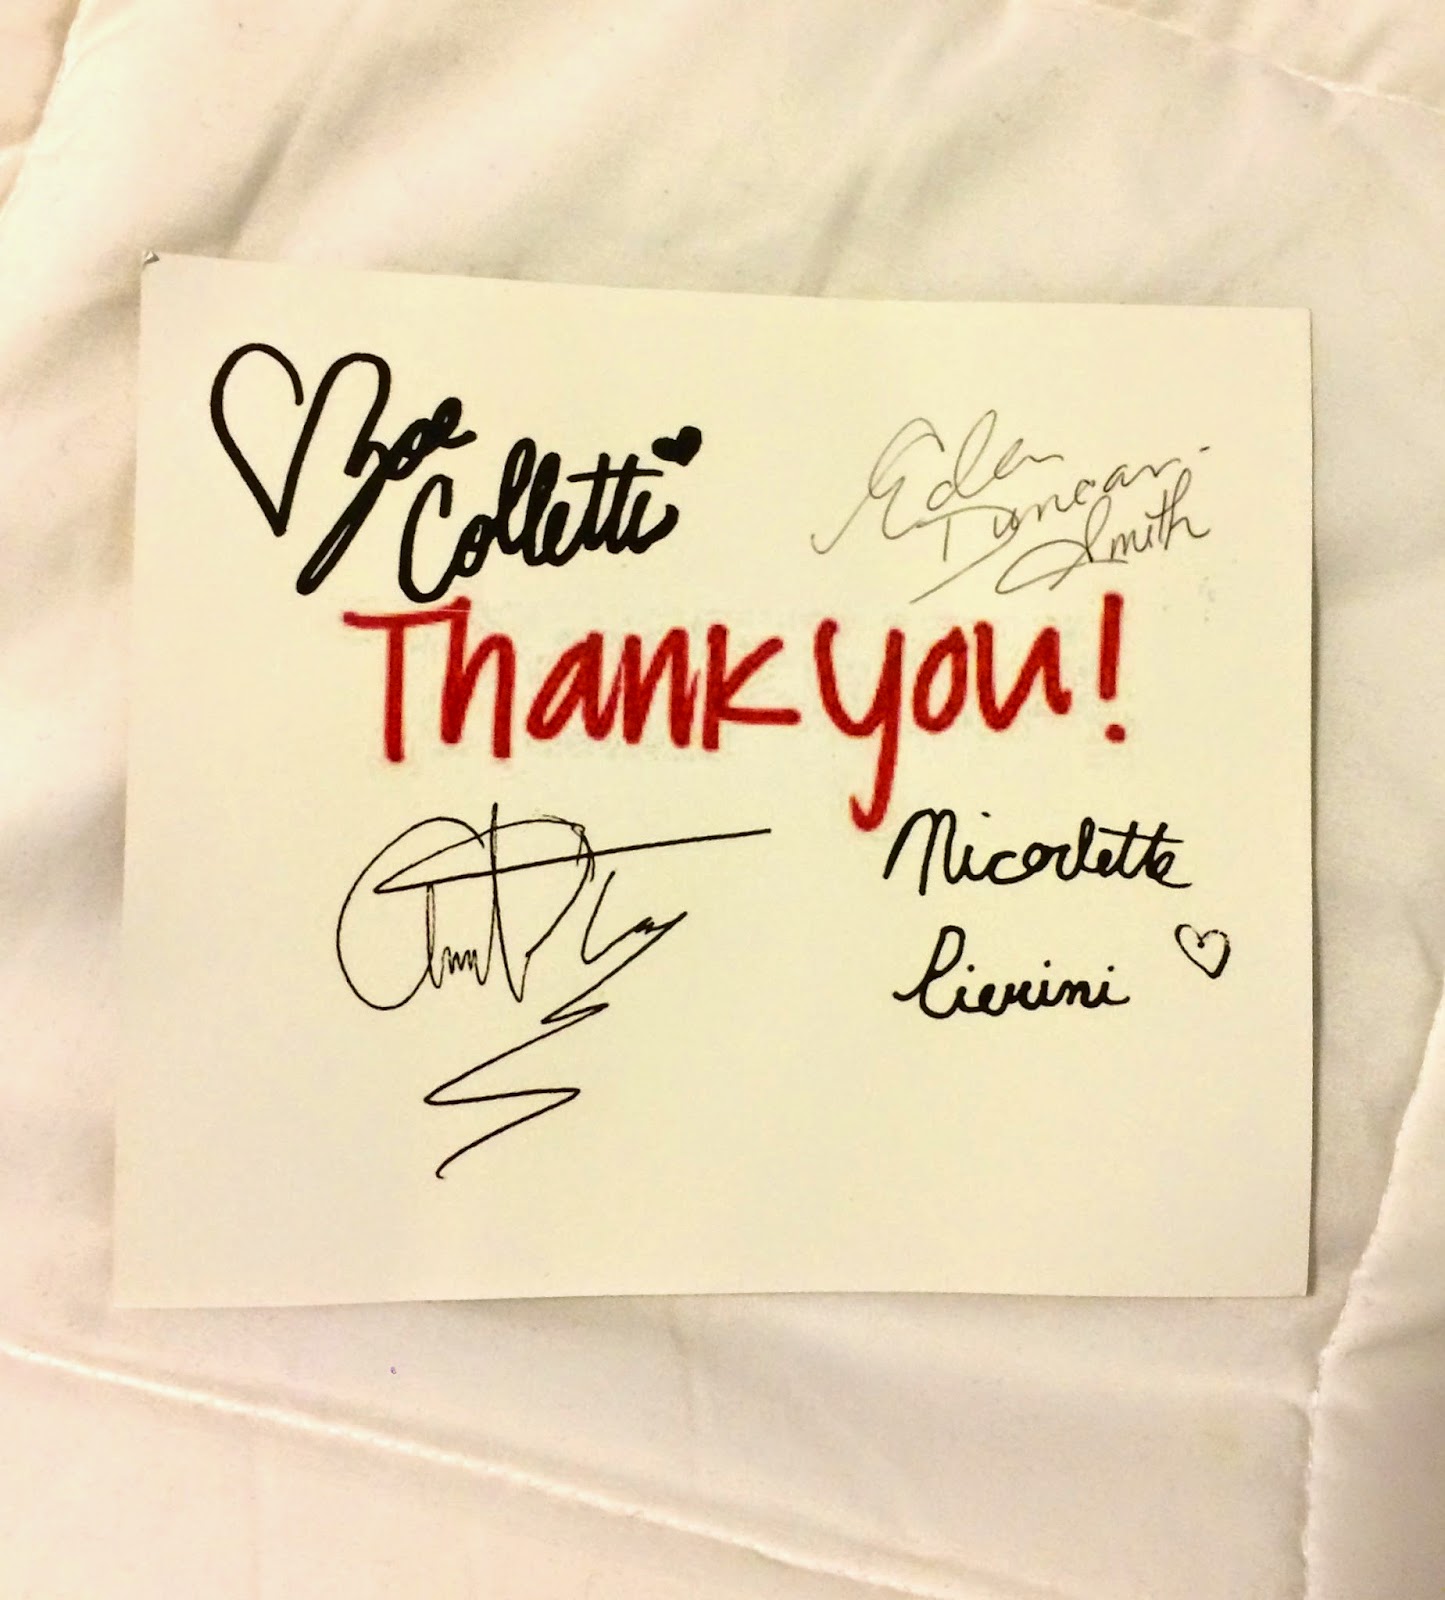 Zoe
Colletti
Eden
Duncan-
Smith
Thank you!
Nicolette
Pierini